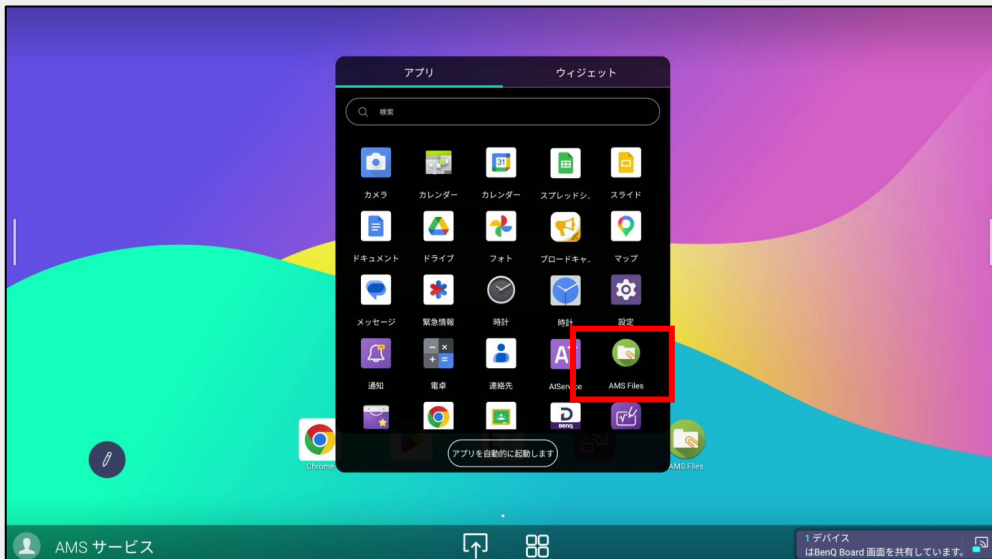 アプリ ウィジェット
検索
カメラ カレンダー カレンダー スプレッドシ.. スライド
31
ドキュメント ドライブ フォト ブロードキャ.. マップ
メッセージ 緊急情報 時計 時計 設定
通知 電卓 連絡先 AIService AMS Files
BenQ
アプリを自動的に起動します
Chrome AMS Files
AMS サービス
1 デバイス
はBenQ Board 画面を共有しています。